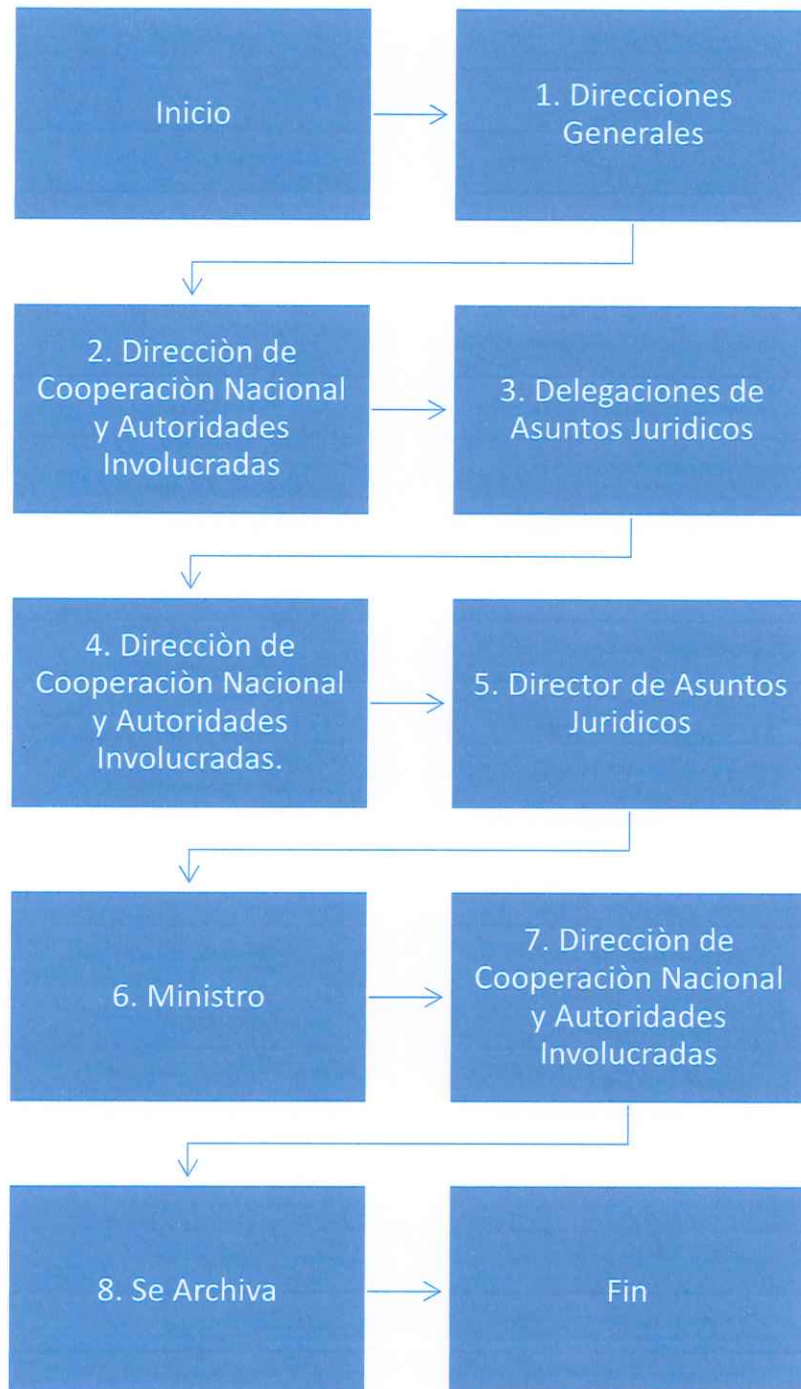 Inicio
1. Direcciones
Generales
2. Direcciòn de
Cooperaciòn Nacional
y Autoridades
Involucradas
3. Delegaciones de
Asuntos Juridicos
4. Direcciòn de
Cooperaciòn Nacional
y Autoridades
Involucradas.
5. Director de Asuntos
Juridicos
6. Ministro
7. Direcciòn de
Cooperaciòn Nacional
y Autoridades
Involucradas
8. Se Archiva
Fin